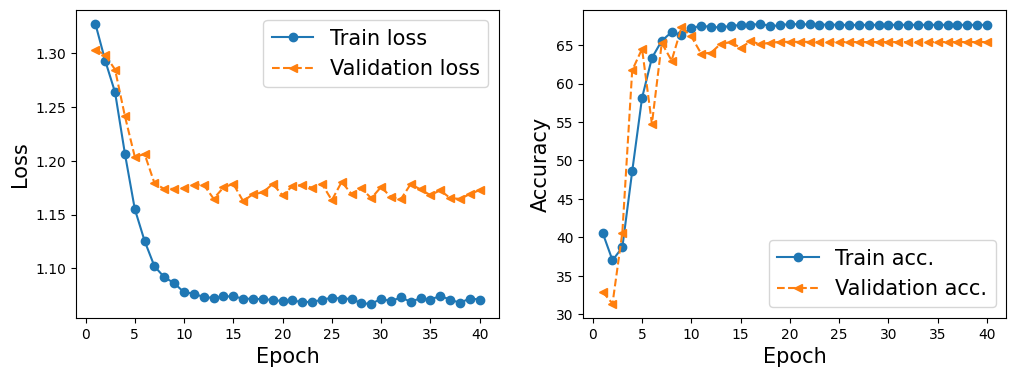 1.30
1.25
1.20
1.15
1.10
Loss
0 5 10 15 20 25 30 35 40
Epoch
Train loss
Validation loss
65
60
55
50
45
40
35
30
Accuracy
0 5 10 15 20 25 30 35 40
Epoch
Train acc.
Validation acc.